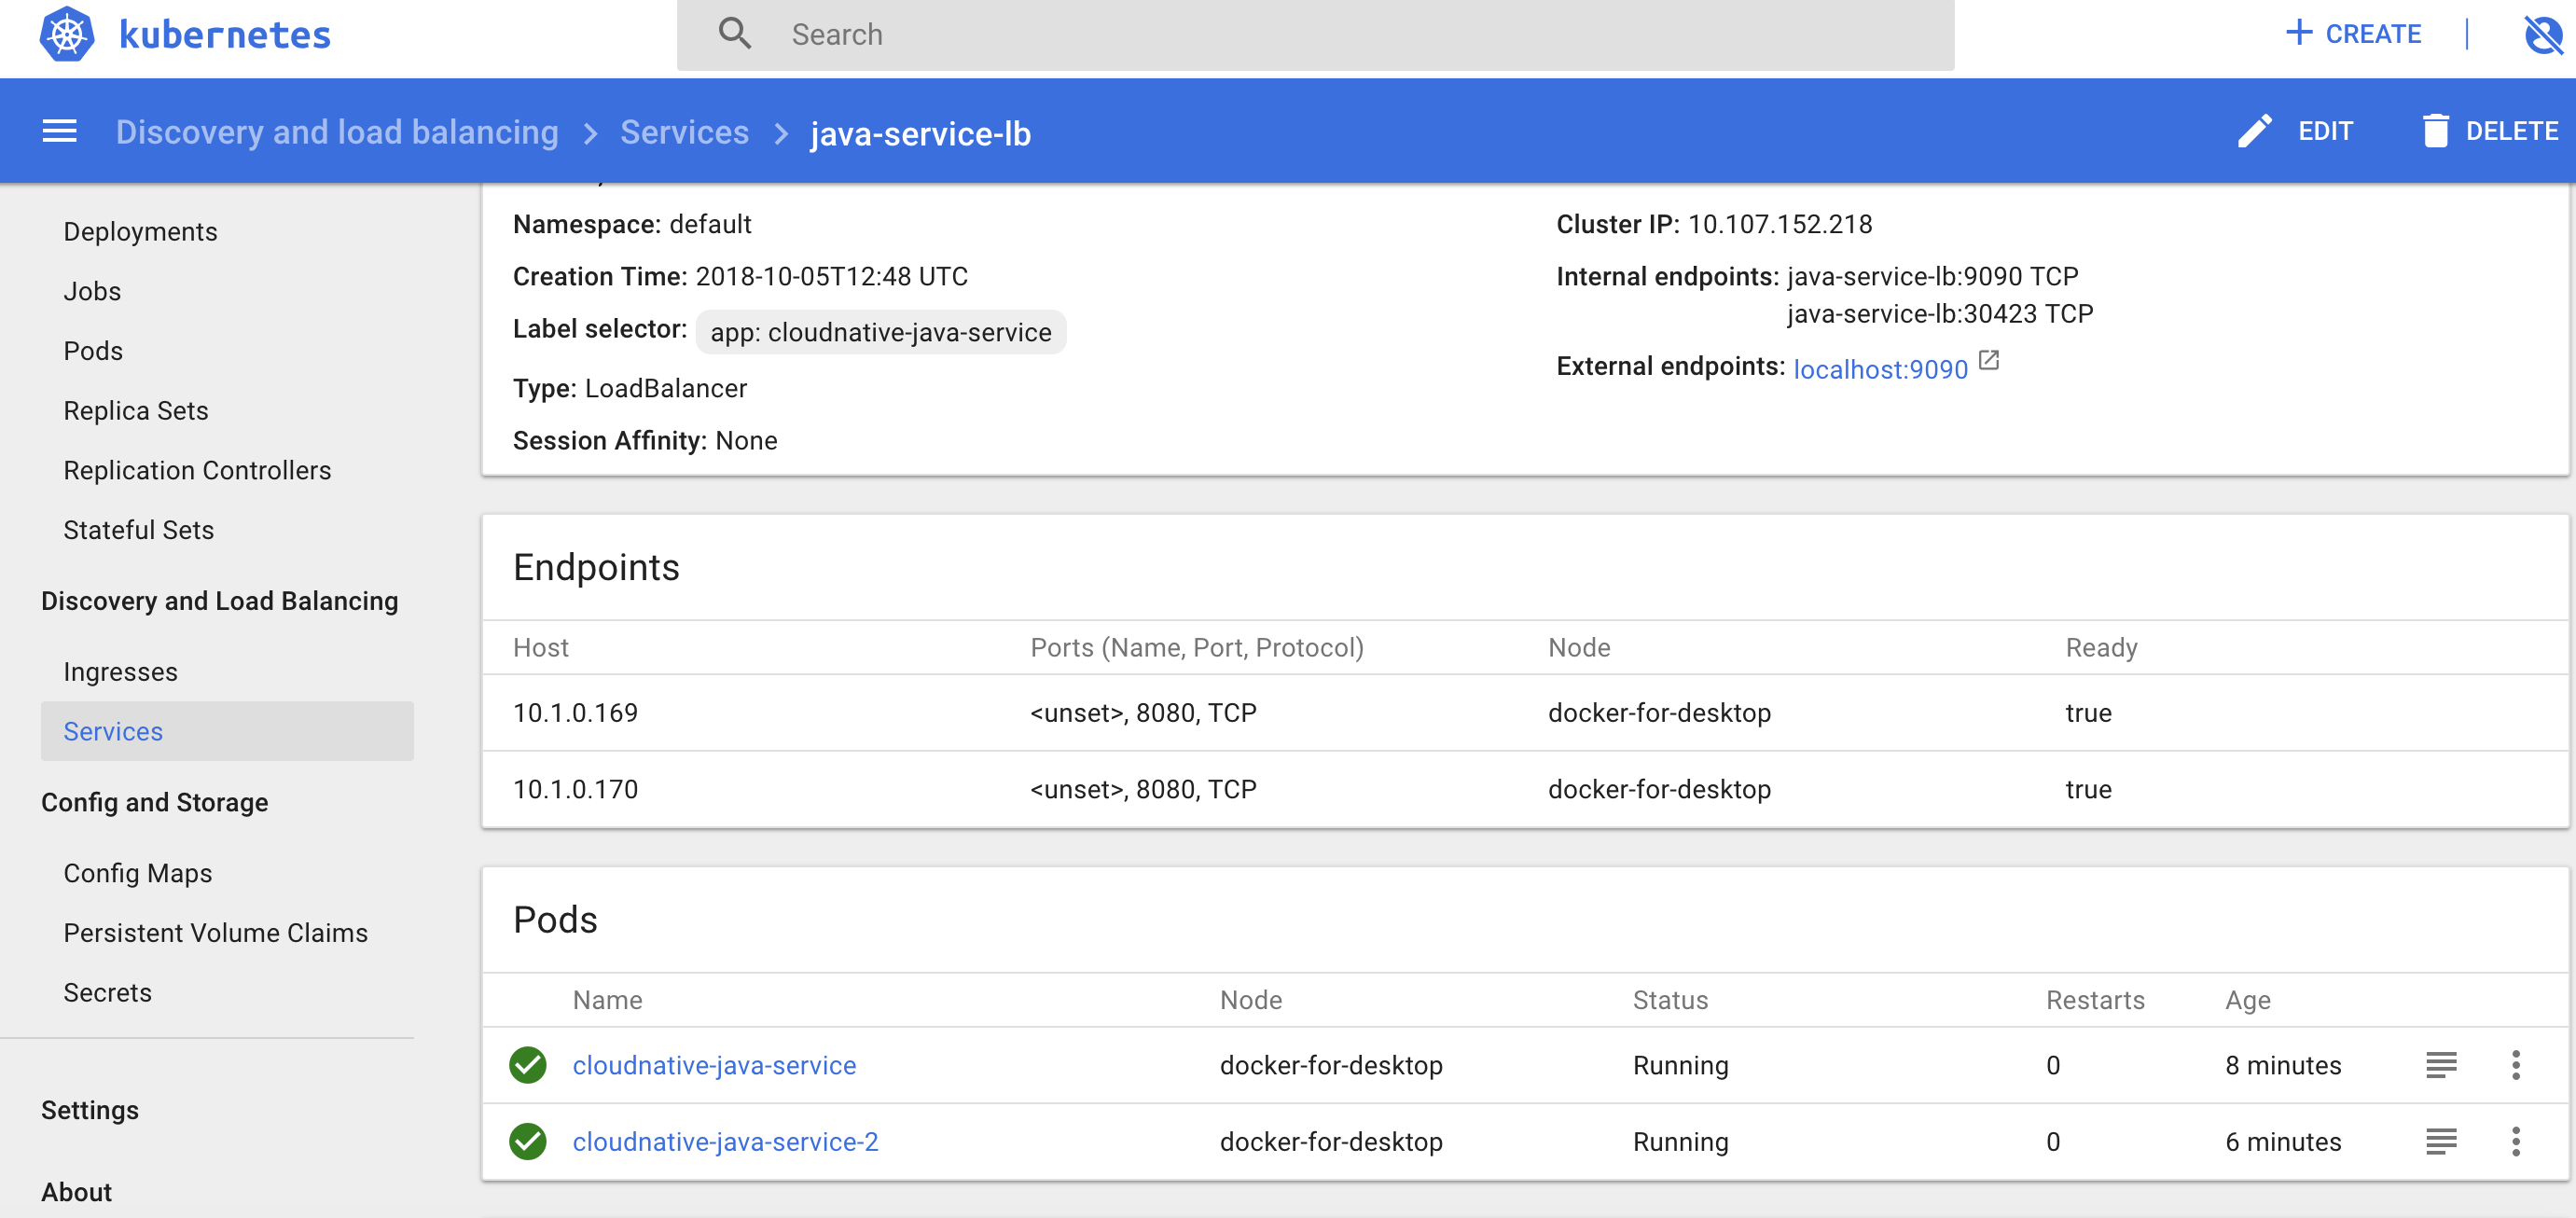 kubernetes
Search
CREATE
Discovery and load balancing > Services > java-service-lb
EDIT
DELETE
Deployments
Jobs
Pods
Replica Sets
Replication Controllers
Stateful Sets
Discovery and Load Balancing
Ingresses
Services
Config and Storage
Config Maps
Persistent Volume Claims
Secrets
Settings
About
Namespace: default
Creation Time: 2018-10-05T12:48 UTC
Label selector: app: cloudnative-java-service
Type: LoadBalancer
Session Affinity: None
Cluster IP: 10.107.152.218
Internal endpoints: java-service-lb:9090 TCP
java-service-lb:30423 TCP
External endpoints: localhost:9090
Endpoints
Host Ports (Name, Port, Protocol) Node Ready
10.1.0.169 <unset>, 8080, TCP docker-for-desktop true
10.1.0.170 <unset>, 8080, TCP docker-for-desktop true
Pods
Name Node Status Restarts Age
cloudnative-java-service docker-for-desktop Running 0 8 minutes
cloudnative-java-service-2 docker-for-desktop Running 0 6 minutes